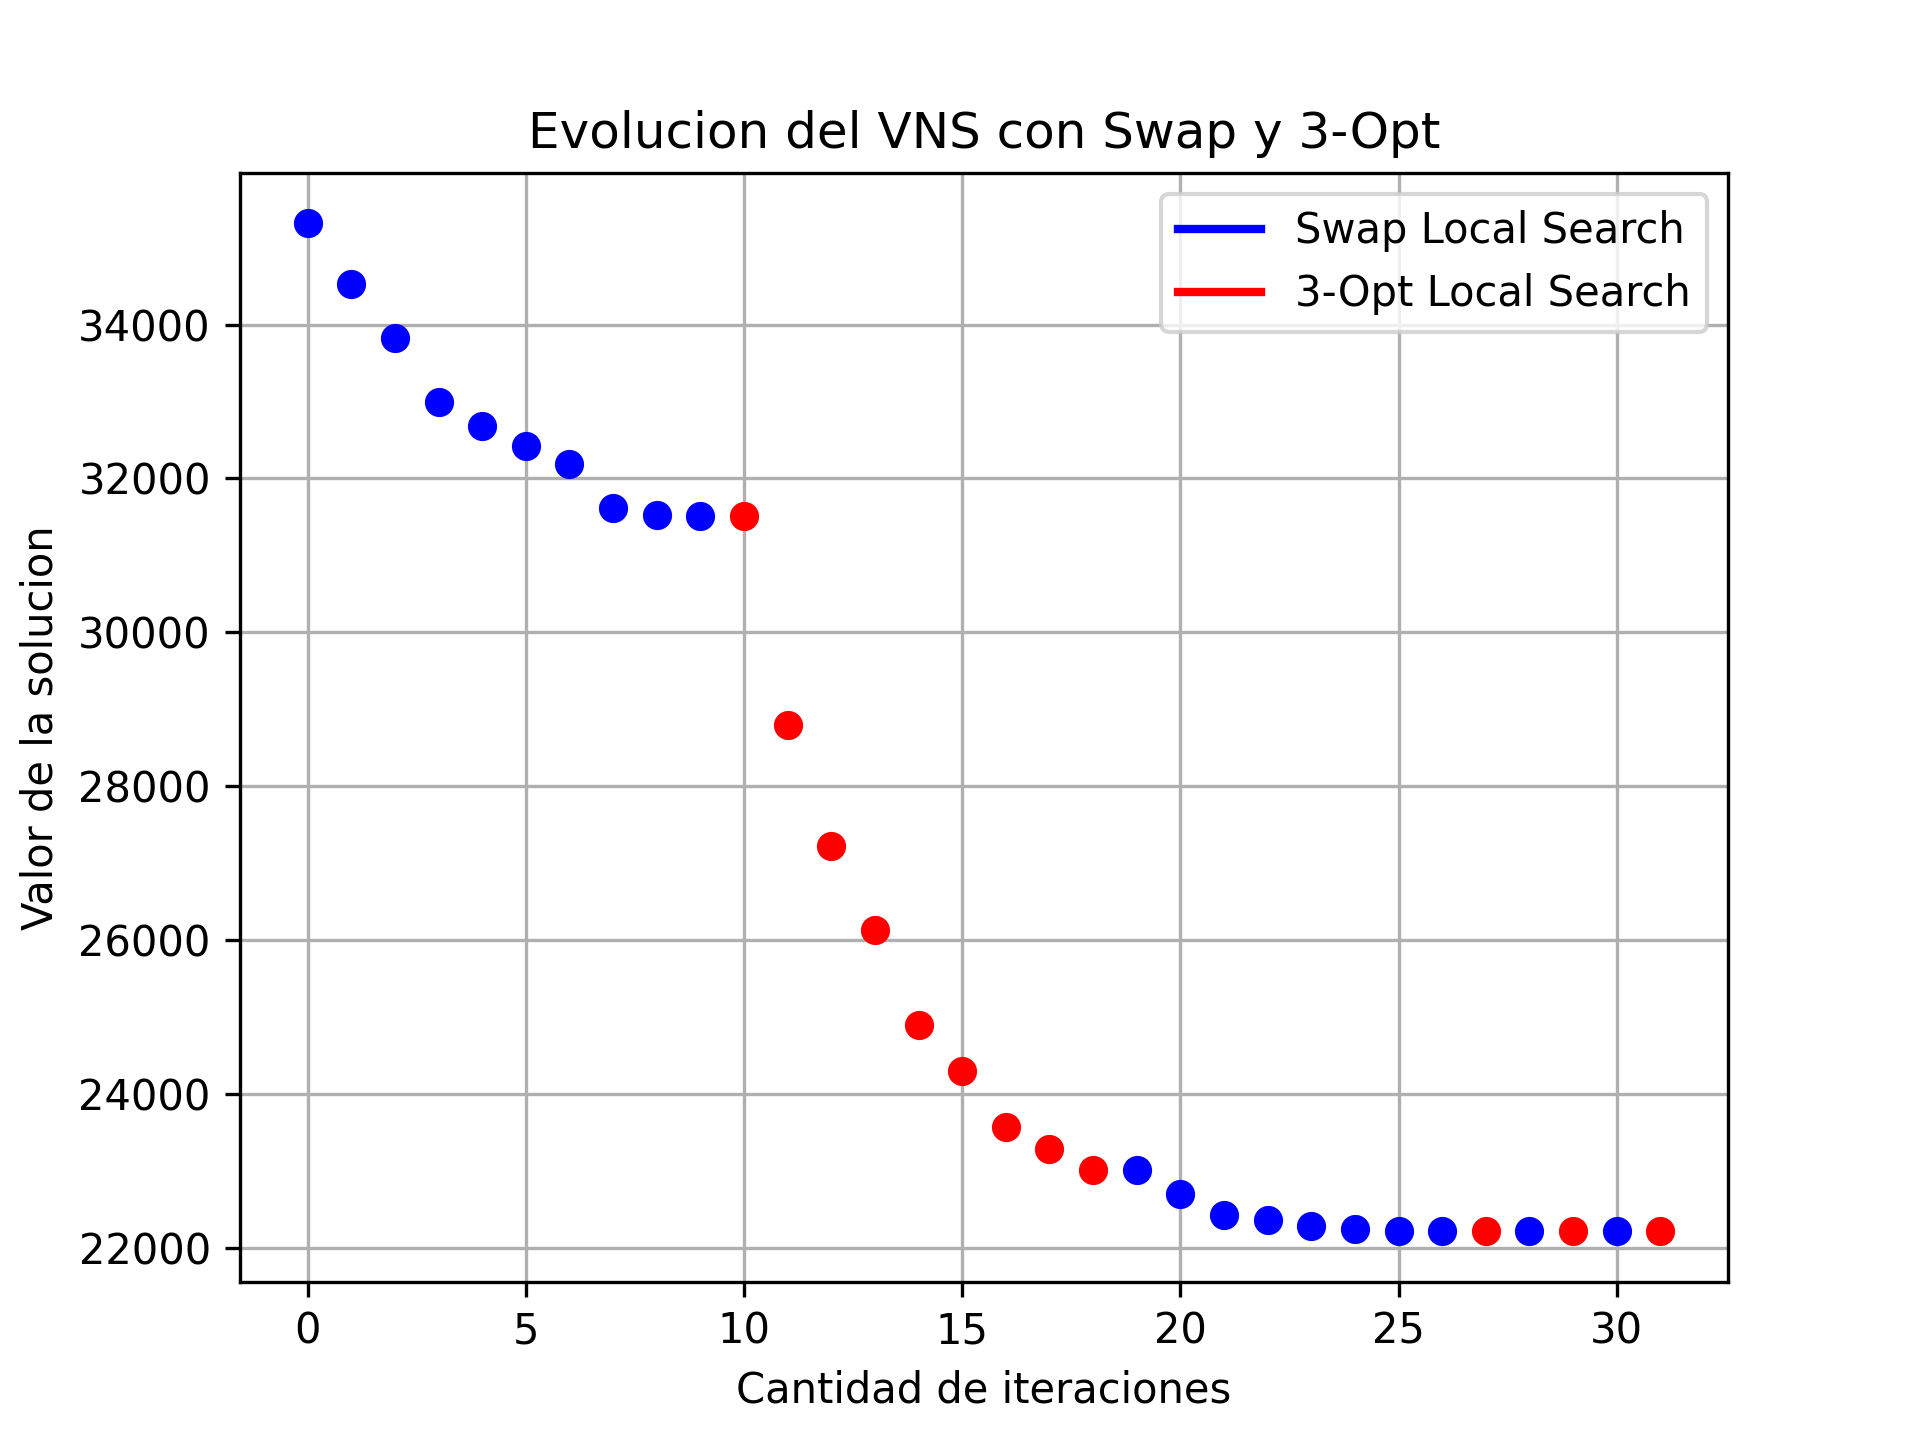 Evolucion del VNS con Swap y 3-Opt
Swap Local Search
3-Opt Local Search
Valor de la solucion
34000
32000
30000
28000
26000
24000
22000
0 5 10 15 20 25 30
Cantidad de iteraciones